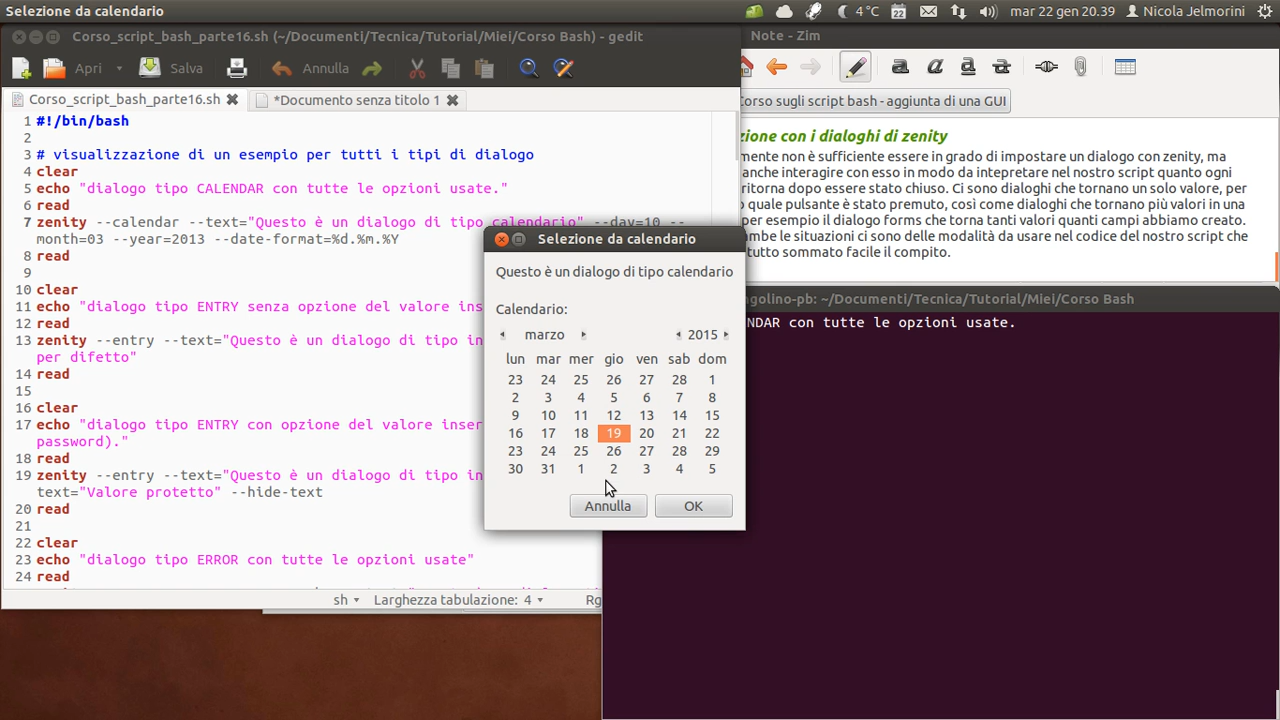 Selezione da calendario
4 °C
22
mar 22 gen 20.39
Nicola Jelmorini
Corso_script_bash_parte16.sh (~/Documenti/Tecnica/Tutorial/Miei/Corso Bash) - gedit
Apri
Salva
Annulla
Corso_script_bash_parte16.sh
*Documento senza titolo 1
1 #!/bin/bash
2
3 # visualizzazione di un esempio per tutti i tipi di dialogo
4 clear
5 echo "dialogo tipo CALENDAR con tutte le opzioni usate."
6 read
7 zenity --calendar --text="Questo è un dialogo di tipo calendario" --day=10 --
month=03 --year=2013 --date-format=%d.%m.%Y
8 read
9
10 clear
11 echo "dialogo tipo ENTRY senza opzione del valore ins
12 read
13 zenity --entry --text="Questo è un dialogo di tipo in
per difetto"
14 read
15
16 clear
17 echo "dialogo tipo ENTRY con opzione del valore inser
password)."
18 read
19 zenity --entry --text="Questo è un dialogo di tipo in
text="Valore protetto" --hide-text
20 read
21
22 clear
23 echo "dialogo tipo ERROR con tutte le opzioni usate"
24 read
sh
Larghezza tabulazione: 4
Rg
Note - Zim
Corso sugli script bash - aggiunta di una GUI
zione con i dialoghi di zenity
mente non è sufficiente essere in grado di impostare un dialogo con zenity, ma
anche interagire con esso in modo da intepretare nel nostro script quanto ogni
ritorna dopo essere stato chiuso. Ci sono dialoghi che tornano un solo valore, per
quale pulsante è stato premuto, così come dialoghi che tornano più valori in una
per esempio il dialogo forms che torna tanti valori quanti campi abbiamo creato.
ambe le situazioni ci sono delle modalità da usare nel codice del nostro script che
tutto sommato facile il compito.
ngolino-pb: ~/Documenti/Tecnica/Tutorial/Miei/Corso Bash
NDAR con tutte le opzioni usate.
Selezione da calendario
Questo è un dialogo di tipo calendario
Calendario:
marzo 2015
lun mar mer gio ven sab dom
23 24 25 26 27 28 1
2 3 4 5 6 7 8
9 10 11 12 13 14 15
16 17 18 19 20 21 22
23 24 25 26 27 28 29
30 31 1 2 3 4 5
Annulla
OK